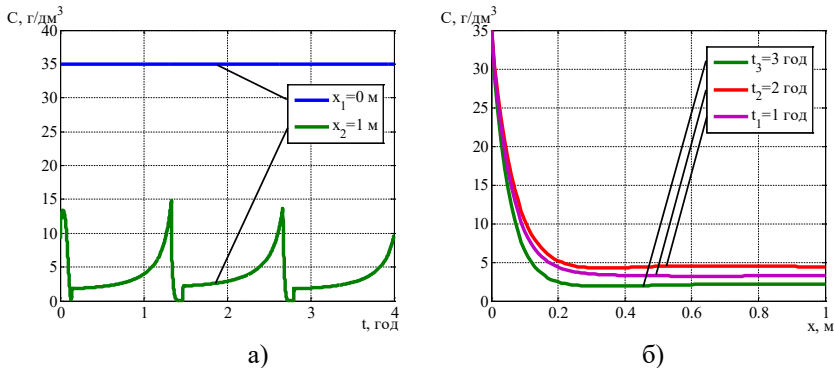 C, г/дм³
40
35
30
25
20
15
10
5
0
0
1
2
3
4
t, год
x₁=0 м
x₂=1 м
а)
C, г/дм³
35
30
25
20
15
10
5
0
0
0.2
0.4
0.6
0.8
1
x, м
t₃=3 год
t₂=2 год
t₁=1 год
б)